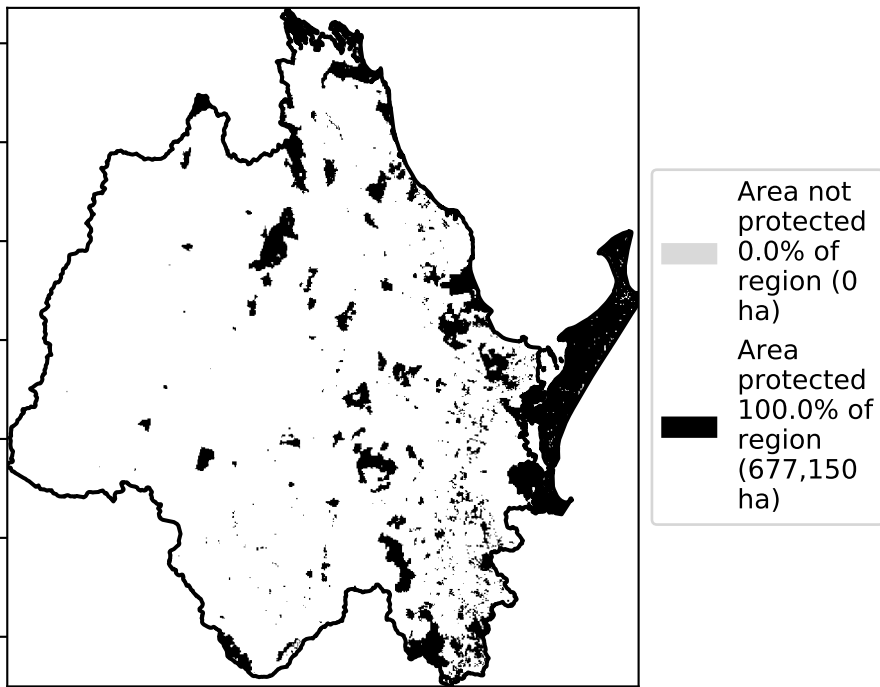 Area not
protected
0.0% of
region (0
ha)
Area
protected
100.0% of
region
(677,150
ha)